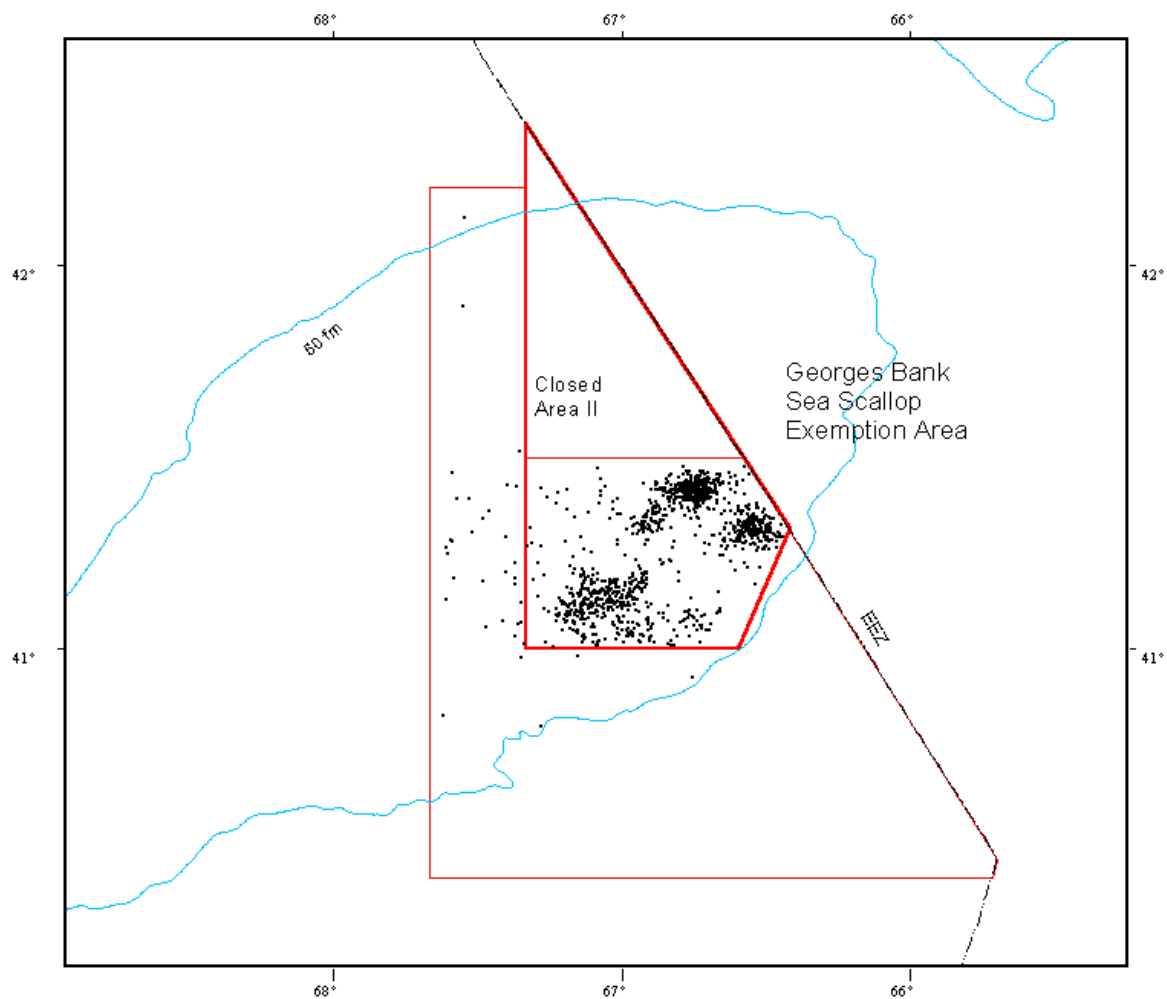 68° 67° 66°
42° 42°
60 fm
Closed
Area II
Georges Bank
Sea Scallop
Exemption Area
EEZ
41° 41°
68° 67° 66°